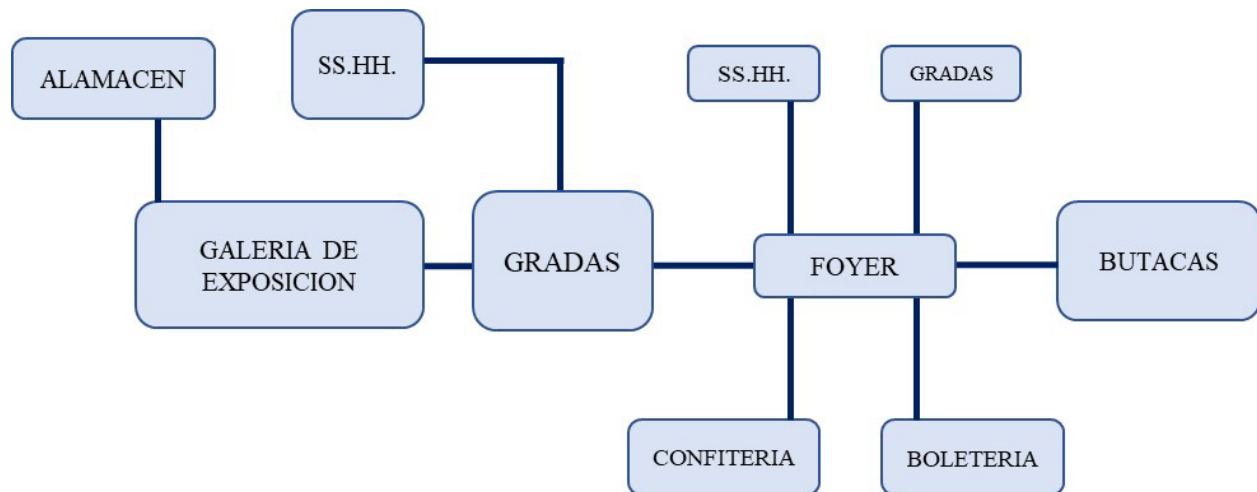 ALAMACEN
SS.HH.
SS.HH.
GRADAS
GALERIA DE
EXPOSICION
GRADAS
FOYER
BUTACAS
CONFITERIA
BOLETERIA